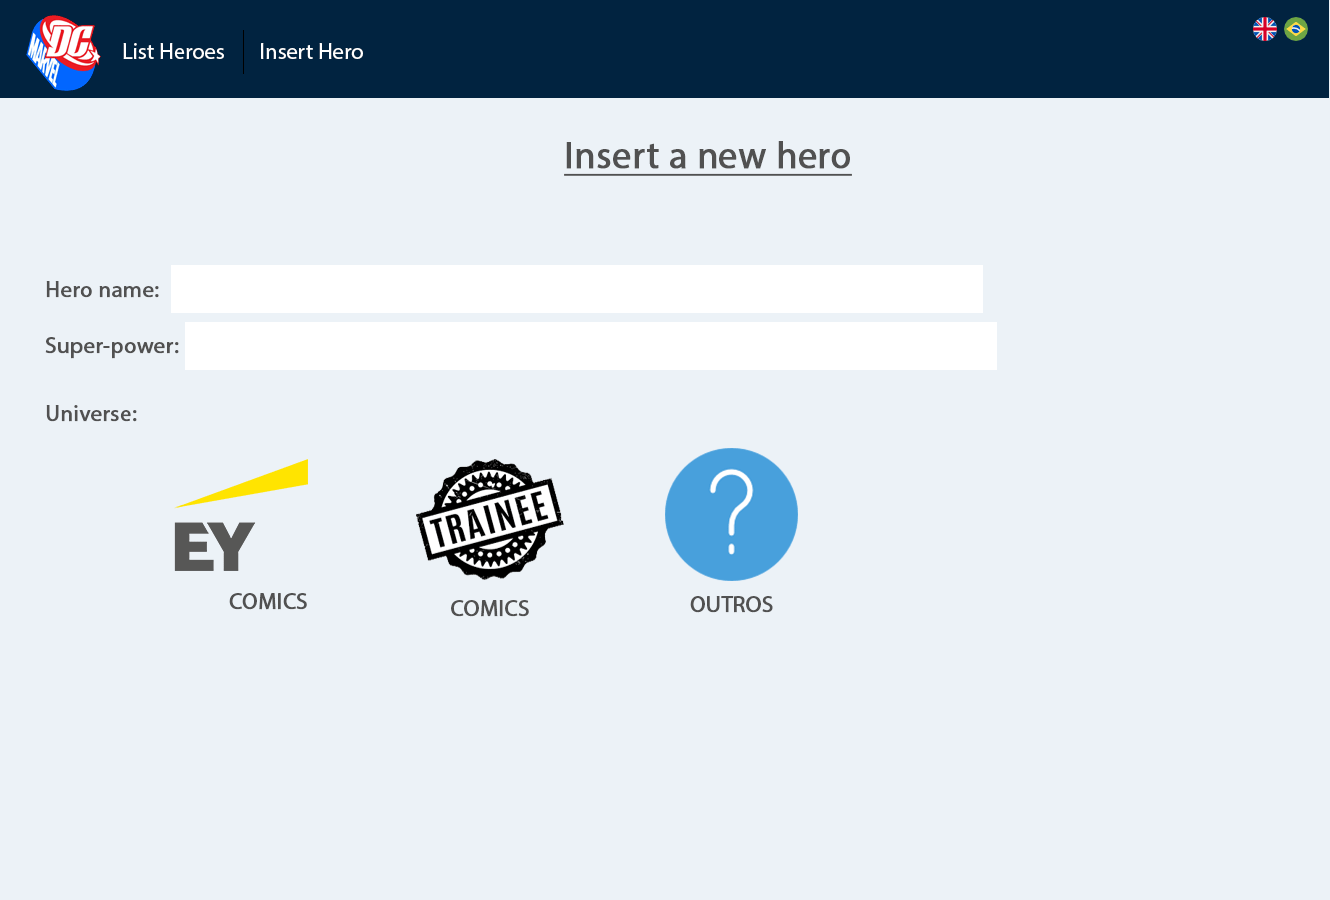 DC
MARVEL
List Heroes
Insert Hero
Insert a new hero
Hero name:
Super-power:
Universe:
EY
COMICS
TRAINEE
COMICS
?
OUTROS